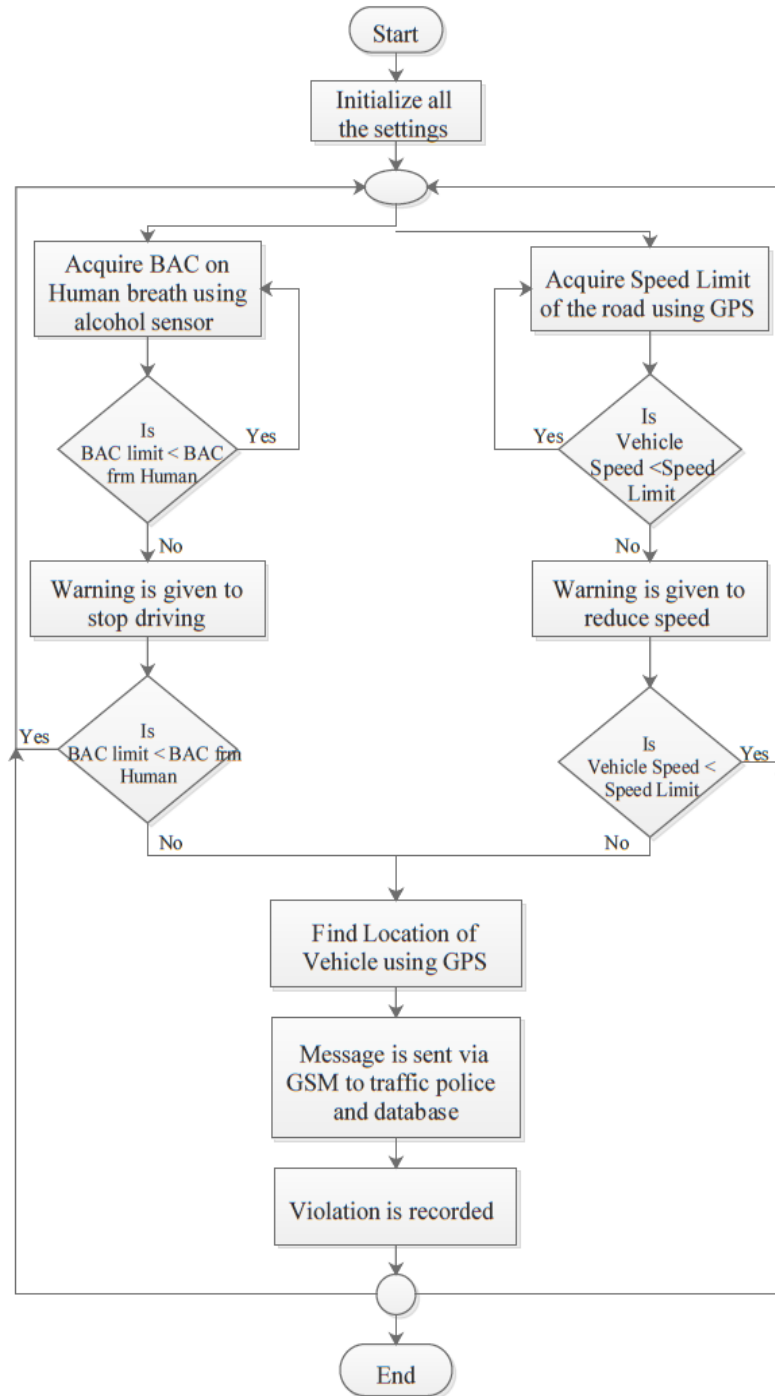 Start
Initialize all
the settings
Acquire BAC on
Human breath using
alcohol sensor
Acquire Speed Limit
of the road using GPS
Is
BAC limit < BAC
frm Human
Yes
No
Is
Vehicle
Speed <Speed
Limit
Yes
No
Warning is given to
stop driving
Warning is given to
reduce speed
Is
BAC limit < BAC frm
Human
Yes
No
Is
Vehicle Speed <
Speed Limit
Yes
No
Find Location of
Vehicle using GPS
Message is sent via
GSM to traffic police
and database
Violation is recorded
End